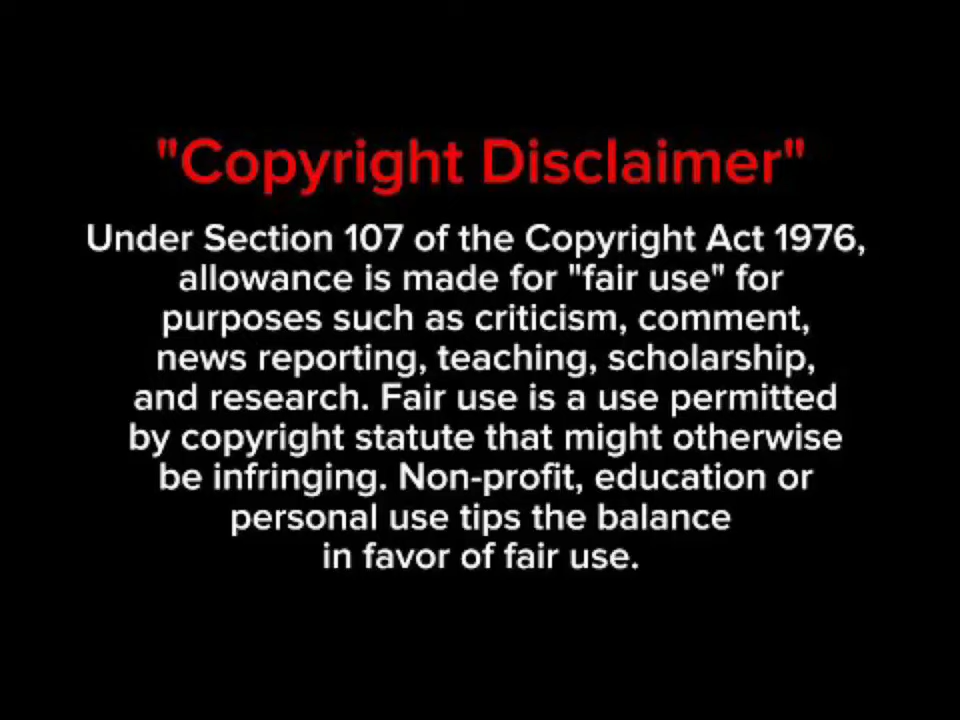 "Copyright Disclaimer"
Under Section 107 of the Copyright Act 1976,
allowance is made for "fair use" for
purposes such as criticism, comment,
news reporting, teaching, scholarship,
and research. Fair use is a use permitted
by copyright statute that might otherwise
be infringing. Non-profit, education or
personal use tips the balance
in favor of fair use.